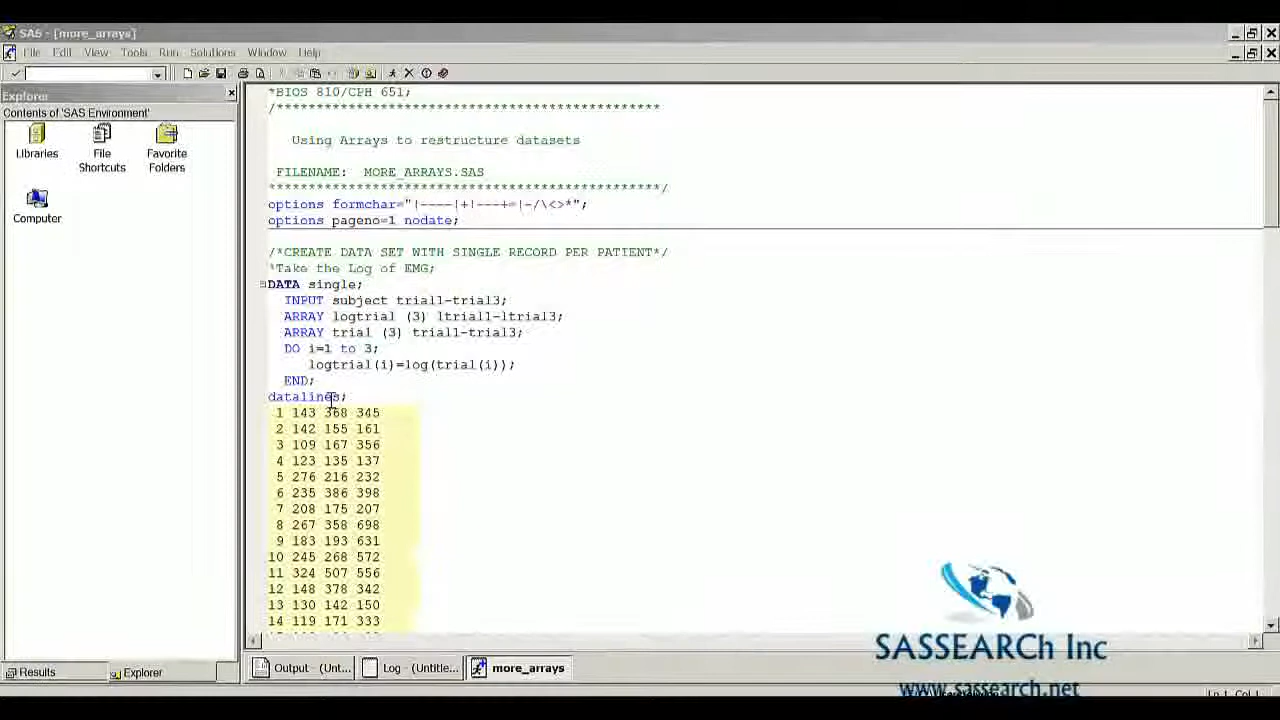 SAS - [more_arrays]
File Edit View Tools Run Solutions Window Help
Explorer
Contents of 'SAS Environment'
Libraries
File Shortcuts
Favorite Folders
Computer
*BIOS 810/CPH 651;
/************************************************
Using Arrays to restructure datasets
FILENAME: MORE_ARRAYS.SAS
************************************************/
options formchar="|----|+|---+=|-/\<>*";
options pageno=1 nodate;
/*CREATE DATA SET WITH SINGLE RECORD PER PATIENT*/
*Take the Log of EMG;
DATA single;
INPUT subject trial1-trial3;
ARRAY logtrial (3) ltrial1-ltrial3;
ARRAY trial (3) trial1-trial3;
DO i=1 to 3;
logtrial(i)=log(trial(i));
END;
datalines;
1 143 368 345
2 142 155 161
3 109 167 356
4 123 135 137
5 276 216 232
6 235 386 398
7 208 175 207
8 267 358 698
9 183 193 631
10 245 268 572
11 324 507 556
12 148 378 342
13 130 142 150
14 119 171 333
Results
Explorer
Output - (Unt...
Log - (Untitle...
more_arrays
SASSEARCh Inc
www.sassearch.net
Ln 1, Col 1